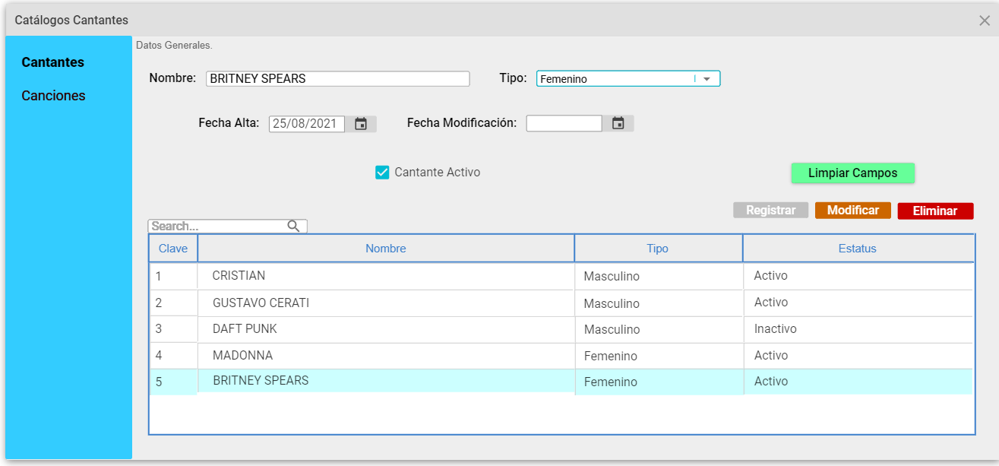 Catálogos Cantantes
Cantantes
Canciones
Datos Generales.
Nombre: BRITNEY SPEARS Tipo: Femenino
Fecha Alta: 25/08/2021 Fecha Modificación:
Cantante Activo
Limpiar Campos
Registrar Modificar Eliminar
Search...
Clave Nombre Tipo Estatus
1 CRISTIAN Masculino Activo
2 GUSTAVO CERATI Masculino Activo
3 DAFT PUNK Masculino Inactivo
4 MADONNA Femenino Activo
5 BRITNEY SPEARS Femenino Activo